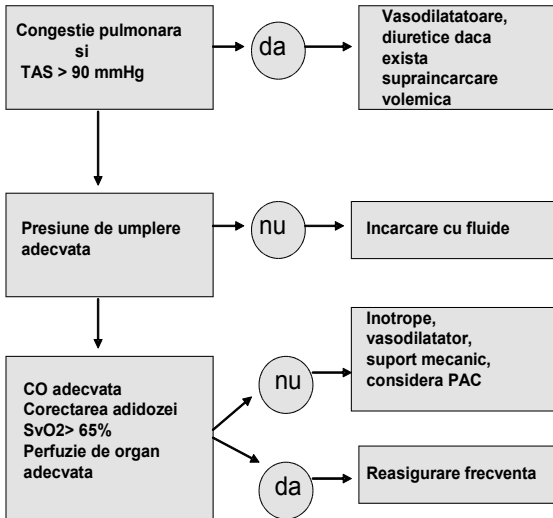 Congestie pulmonara
si
TAS > 90 mmHg
da
Vasodilatatoare,
diuretice daca
exista
supraincarcare
volemica
Presiune de umplere
adecvata
nu
Incarcare cu fluide
CO adecvata
Corectarea adidozei
SvO2> 65%
Perfuzie de organ
adecvata
nu
Inotrope,
vasodilatator,
suport mecanic,
considera PAC
da
Reasigurare frecventa